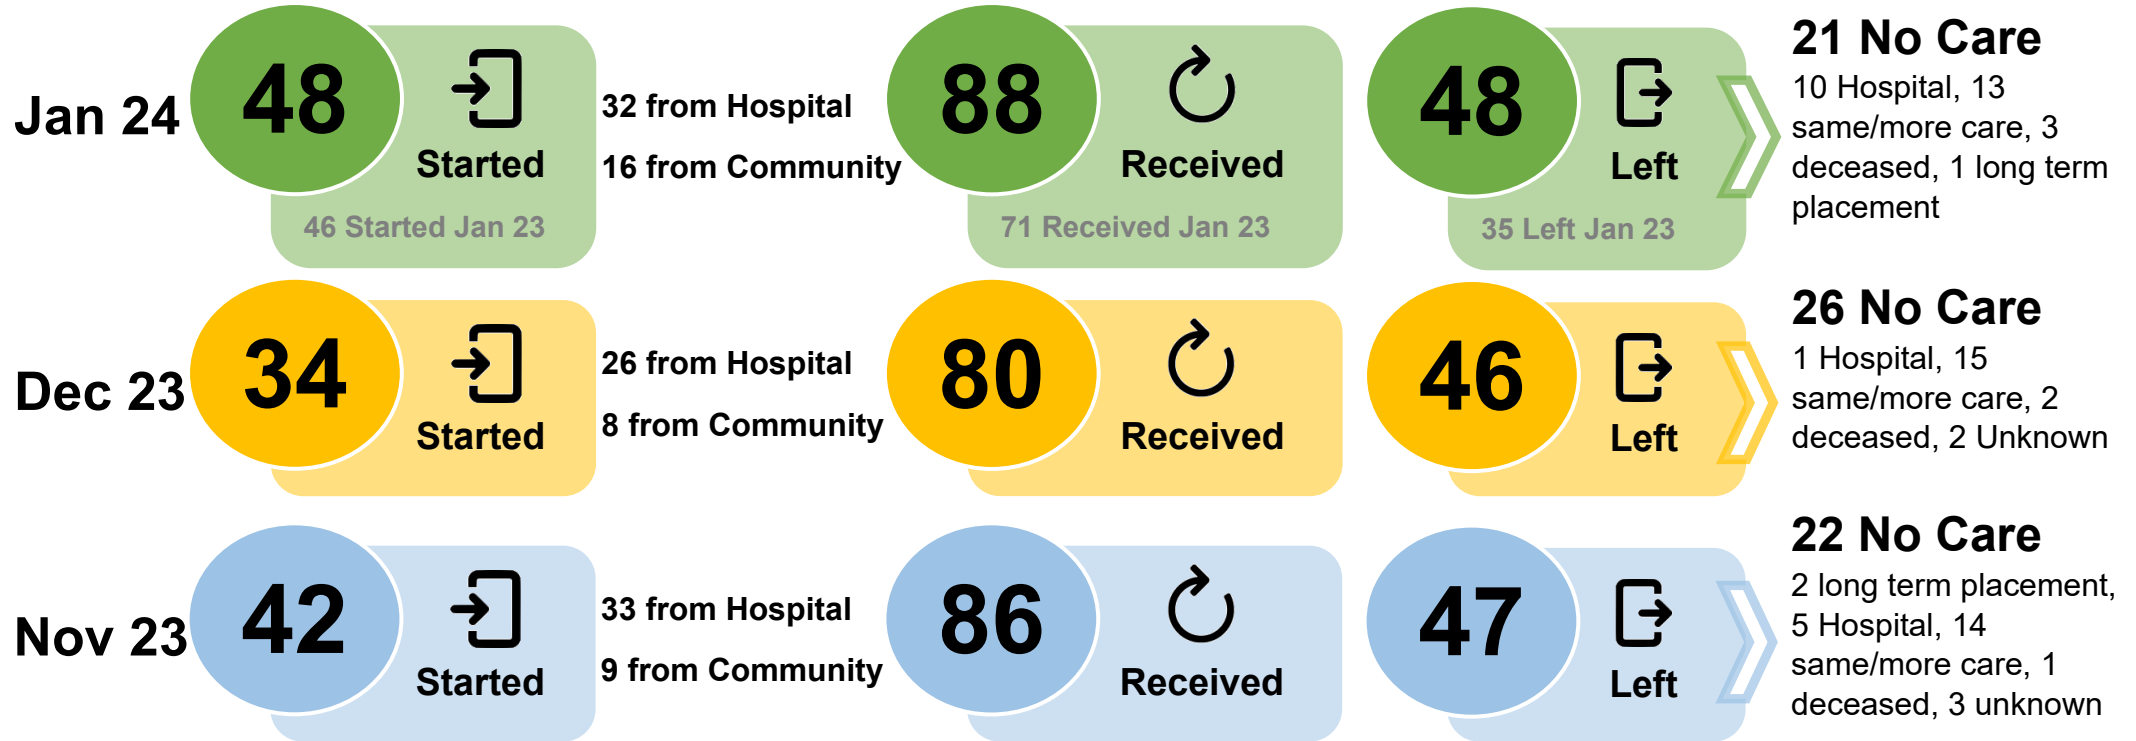 Jan 24
48
Started
46 Started Jan 23
32 from Hospital
16 from Community
88
Received
71 Received Jan 23
48
Left
35 Left Jan 23
21 No Care
10 Hospital, 13
same/more care, 3
deceased, 1 long term
placement
Dec 23
34
Started
26 from Hospital
8 from Community
80
Received
46
Left
26 No Care
1 Hospital, 15
same/more care, 2
deceased, 2 Unknown
Nov 23
42
Started
33 from Hospital
9 from Community
86
Received
47
Left
22 No Care
2 long term placement,
5 Hospital, 14
same/more care, 1
deceased, 3 unknown